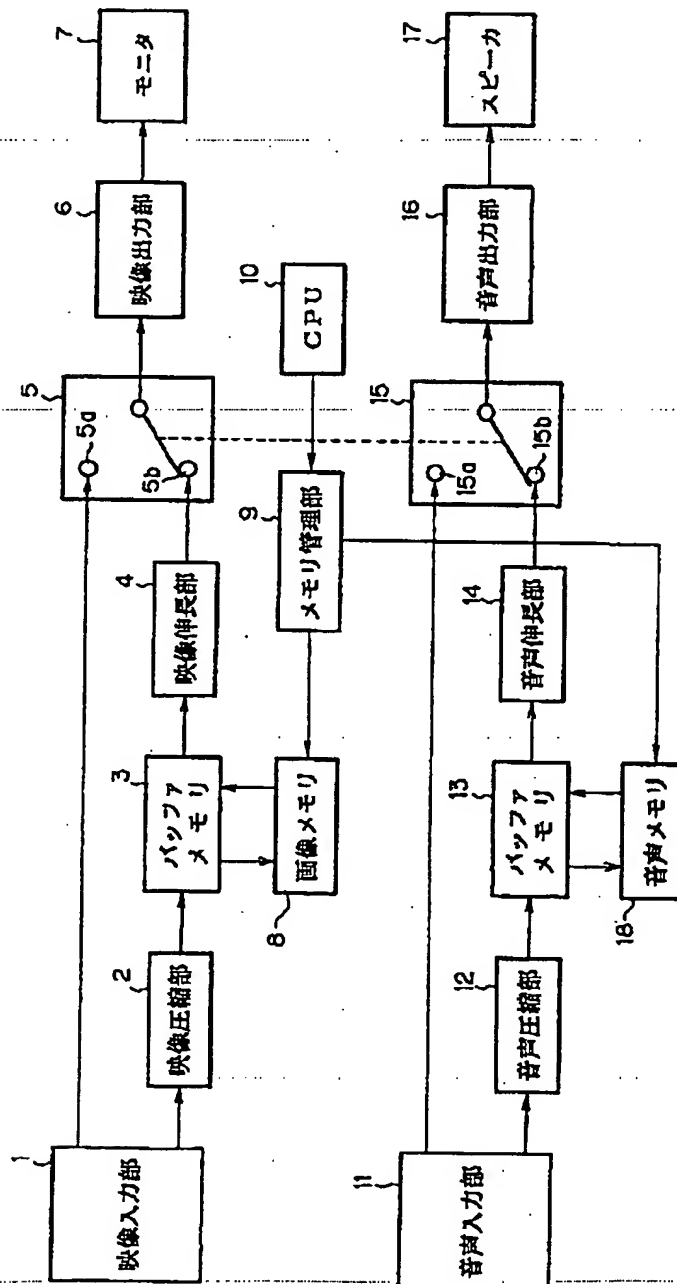 1
映像入力部
2
映像圧縮部
3
バッファ
メモリ
4
映像伸長部
5
5a
5b
6
映像出力部
7
モニタ
8
画像メモリ
9
メモリ管理部
10
CPU
11
音声入力部
12
音声圧縮部
13
バッファ
メモリ
14
音声伸長部
15
15a
15b
16
音声出力部
17
スピーカ
18
音声メモリ